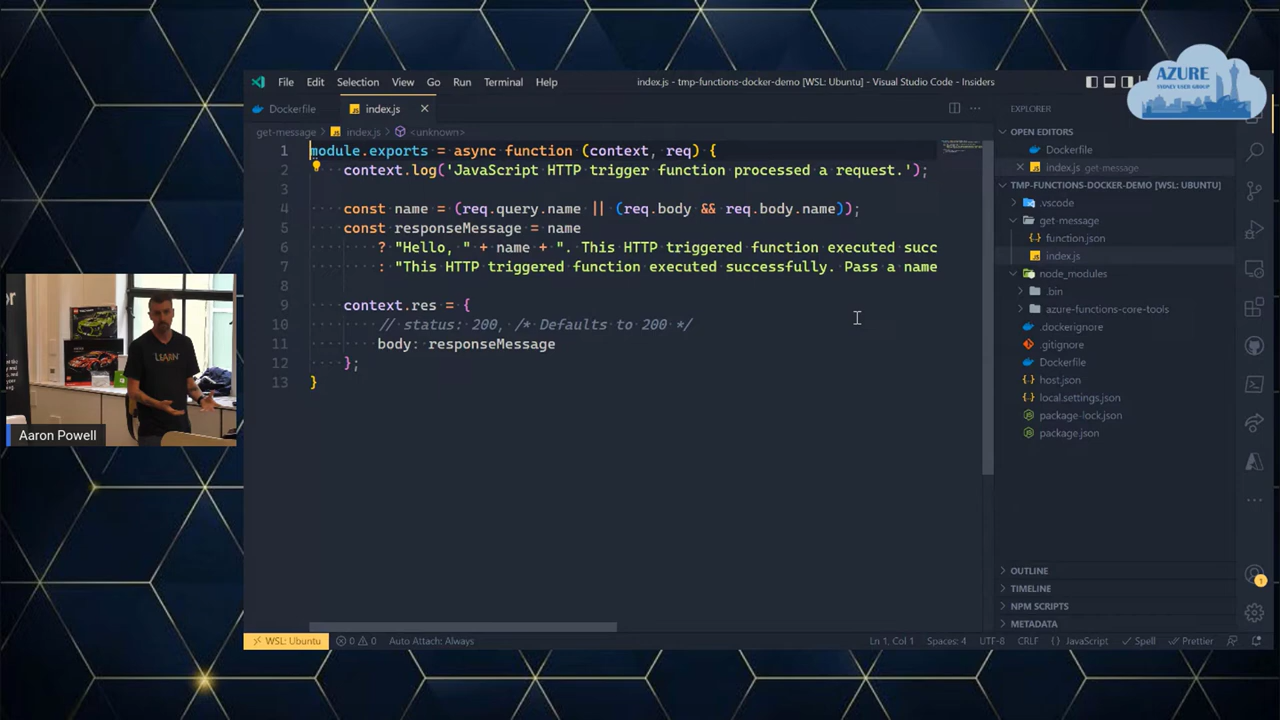 AZURE
SYDNEY USER GROUP
File Edit Selection View Go Run Terminal Help
index.js - tmp-functions-docker-demo [WSL: Ubuntu] - Visual Studio Code - Insiders
Dockerfile
index.js
get-message > index.js > <unknown>
1 module.exports = async function (context, req) {
2 context.log('JavaScript HTTP trigger function processed a request.');
3
4 const name = (req.query.name || (req.body && req.body.name));
5 const responseMessage = name
6 ? "Hello, " + name + ". This HTTP triggered function executed succ
7 : "This HTTP triggered function executed successfully. Pass a name
8
9 context.res = {
10 // status: 200, /* Defaults to 200 */
11 body: responseMessage
12 };
13 }
EXPLORER
OPEN EDITORS
Dockerfile
index.js get-message
TMP-FUNCTIONS-DOCKER-DEMO [WSL: UBUNTU]
.vscode
get-message
function.json
index.js
node_modules
.bin
azure-functions-core-tools
.dockerignore
.gitignore
Dockerfile
host.json
local.settings.json
package-lock.json
package.json
OUTLINE
TIMELINE
NPM SCRIPTS
METADATA
1
LEARN
Aaron Powell
WSL: Ubuntu 0 0 Auto Attach: Always
Ln 1, Col 1 Spaces: 4 UTF-8 CRLF {} JavaScript Spell Prettier